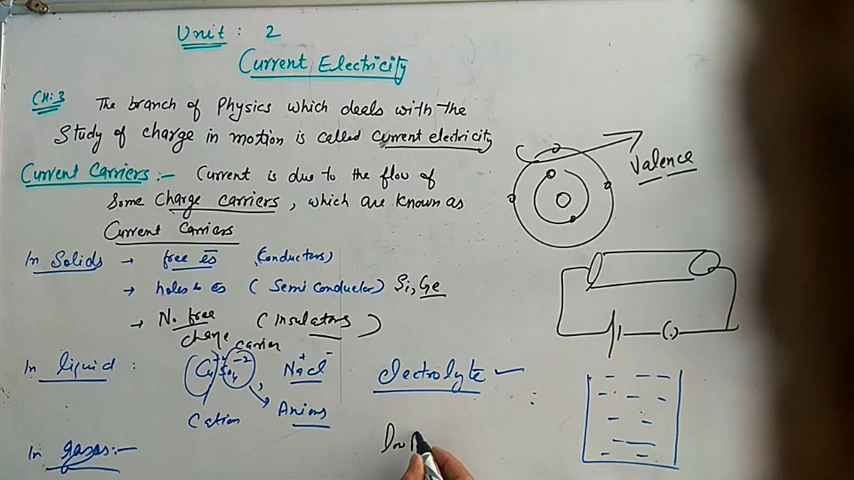 Unit : 2
Current Electricity
CH:3 The branch of Physics which deals with the
Study of charge in motion is called current electricity
Current Carriers :- Current is due to the flow of
Some charge carriers, which are known as
Current Carriers
In Solids → free ēs (Conductors)
→ holes & ēs (Semi conductor) Si, Ge
→ N. free (Insulators)
charge carrier
In liquid : (Cu+2 So4-2), Na+Cl- electrolyte
Cation Anions
In gases:-
Valence